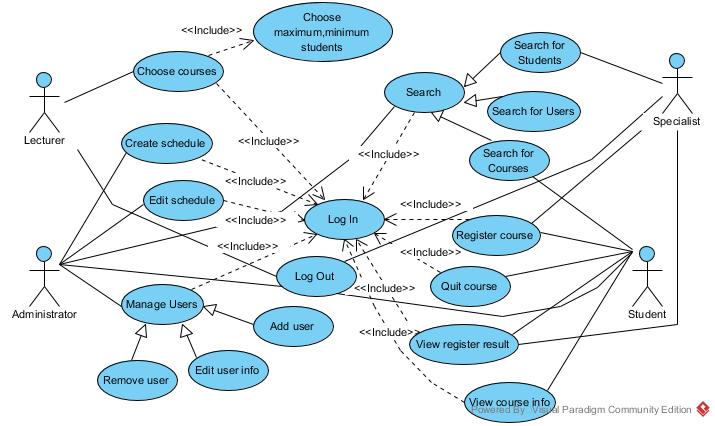 Choose
maximum,minimum
students
<<Include>>
Choose courses
Search for
Students
Search
Search for Users
Specialist
Lecturer
Create schedule
<<Include>>
<<Include>>
Search for
Courses
<<Include>>
Edit schedule
<<Include>>
<<Include>>
Log In
<<Include>>
Register course
<<Include>>
Log Out
Quit course
<<Include>>
Administrator
Manage Users
Student
Add user
<<Include>>
View register result
Remove user
Edit user info
View course info
Powered By: Visual Paradigm Community Edition